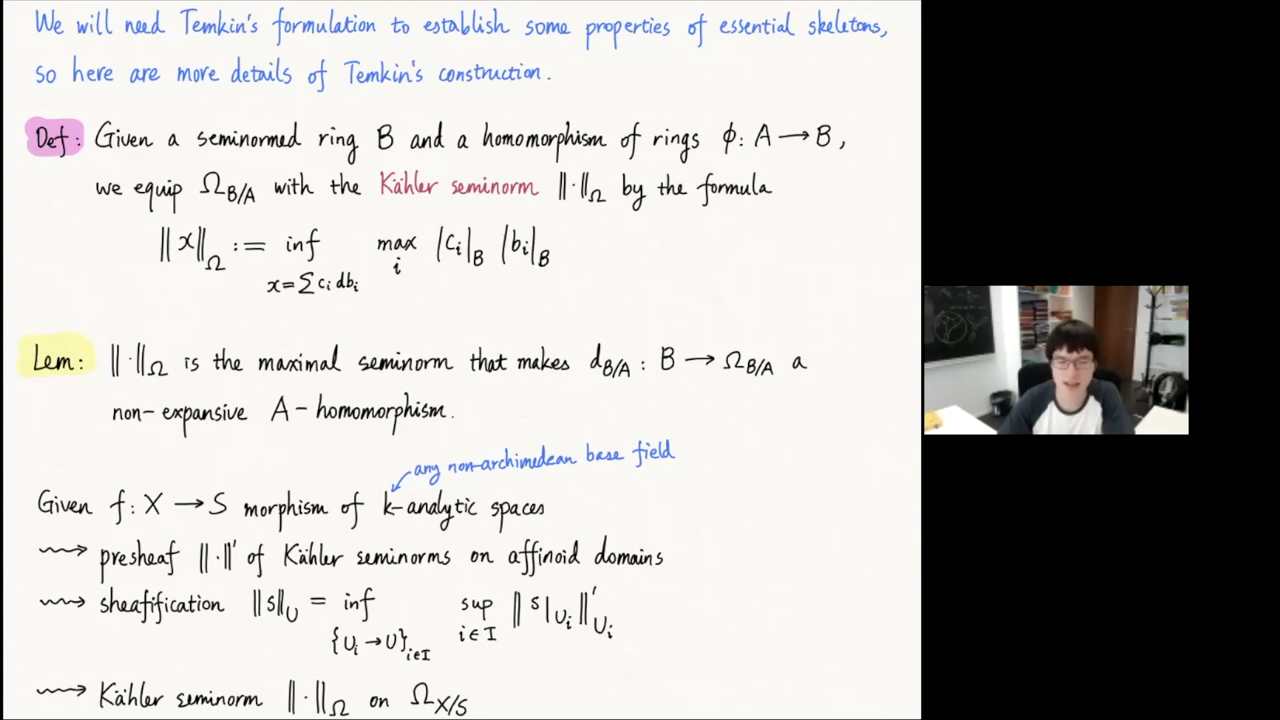 We will need Temkin's formulation to establish some properties of essential skeletons,
so here are more details of Temkin's construction.
Def: Given a seminormed ring B and a homomorphism of rings ϕ: A → B,
we equip Ω_{B/A} with the Kähler seminorm ‖·‖_Ω by the formula
‖x‖_Ω := inf_{x=∑c_i db_i} max_i |c_i|_B |b_i|_B
Lem: ‖·‖_Ω is the maximal seminorm that makes d_{B/A} : B → Ω_{B/A} a
non-expansive A-homomorphism.
any non-archimedean base field
Given f: X → S morphism of k-analytic spaces
⇝ presheaf ‖·‖' of Kähler seminorms on affinoid domains
⇝ sheafification ‖s‖_U = inf_{{U_i→U}_{i∈I}} sup_{i∈I} ‖s|_{U_i}‖'_{U_i}
⇝ Kähler seminorm ‖·‖_Ω on Ω_{X/S}